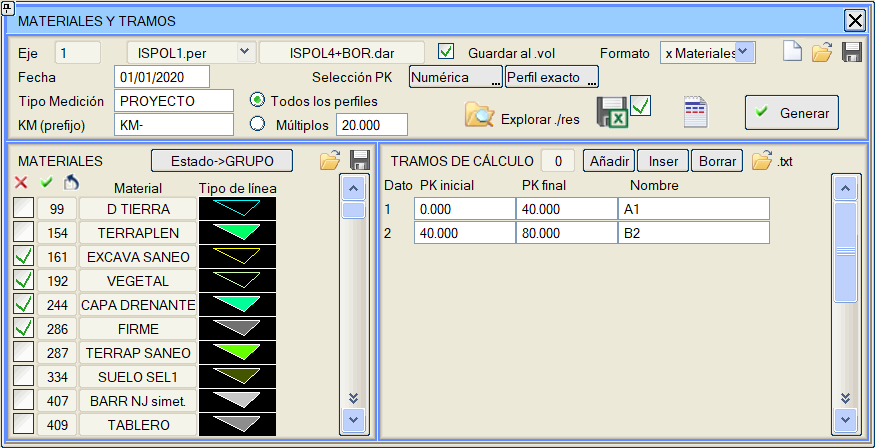 MATERIALES Y TRAMOS
Eje 1 ISPOL1.per ISPOL4+BOR.dar Guardar al .vol Formato x Materiales
Fecha 01/01/2020 Selección PK Numérica ... Perfil exacto ...
Tipo Medición PROYECTO Todos los perfiles
KM (prefijo) KM- Múltiplos 20.000 Explorar ./res Generar
MATERIALES Estado->GRUPO
Material Tipo de línea
99 D TIERRA
154 TERRAPLEN
161 EXCAVA SANEO
192 VEGETAL
244 CAPA DRENANTE
286 FIRME
287 TERRAP SANEO
334 SUELO SEL1
407 BARR NJ simet.
409 TABLERO
TRAMOS DE CÁLCULO 0 Añadir Inser Borrar .txt
Dato PK inicial PK final Nombre
1 0.000 40.000 A1
2 40.000 80.000 B2